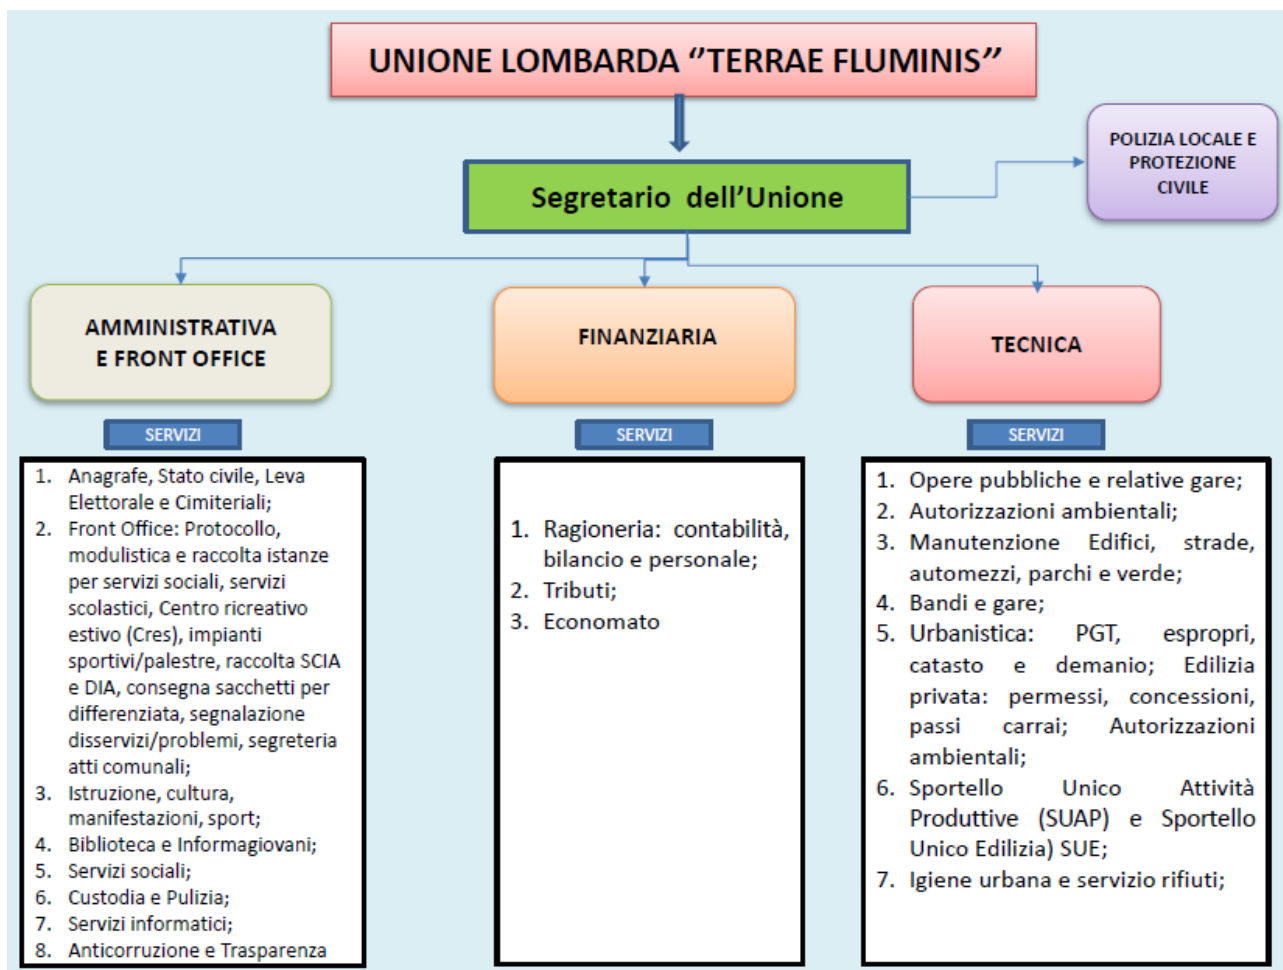 UNIONE LOMBARDA “TERRAE FLUMINIS”
POLIZIA LOCALE E
PROTEZIONE
CIVILE
Segretario dell’Unione
AMMINISTRATIVA
E FRONT OFFICE
FINANZIARIA
TECNICA
SERVIZI
SERVIZI
SERVIZI
1. Anagrafe, Stato civile, Leva
Elettorale e Cimiteriali;
2. Front Office: Protocollo,
modulistica e raccolta istanze
per servizi sociali, servizi
scolastici, Centro ricreativo
estivo (Cres), impianti
sportivi/palestre, raccolta SCIA
e DIA, consegna sacchetti per
differenziata, segnalazione
disservizi/problemi, segreteria
atti comunali;
3. Istruzione, cultura,
manifestazioni, sport;
4. Biblioteca e Informagiovani;
5. Servizi sociali;
6. Custodia e Pulizia;
7. Servizi informatici;
8. Anticorruzione e Trasparenza
1. Ragioneria: contabilità,
bilancio e personale;
2. Tributi;
3. Economato
1. Opere pubbliche e relative gare;
2. Autorizzazioni ambientali;
3. Manutenzione Edifici, strade,
automezzi, parchi e verde;
4. Bandi e gare;
5. Urbanistica: PGT, espropri,
catasto e demanio; Edilizia
privata: permessi, concessioni,
passi carrai; Autorizzazioni
ambientali;
6. Sportello Unico Attività
Produttive (SUAP) e Sportello
Unico Edilizia) SUE;
7. Igiene urbana e servizio rifiuti;